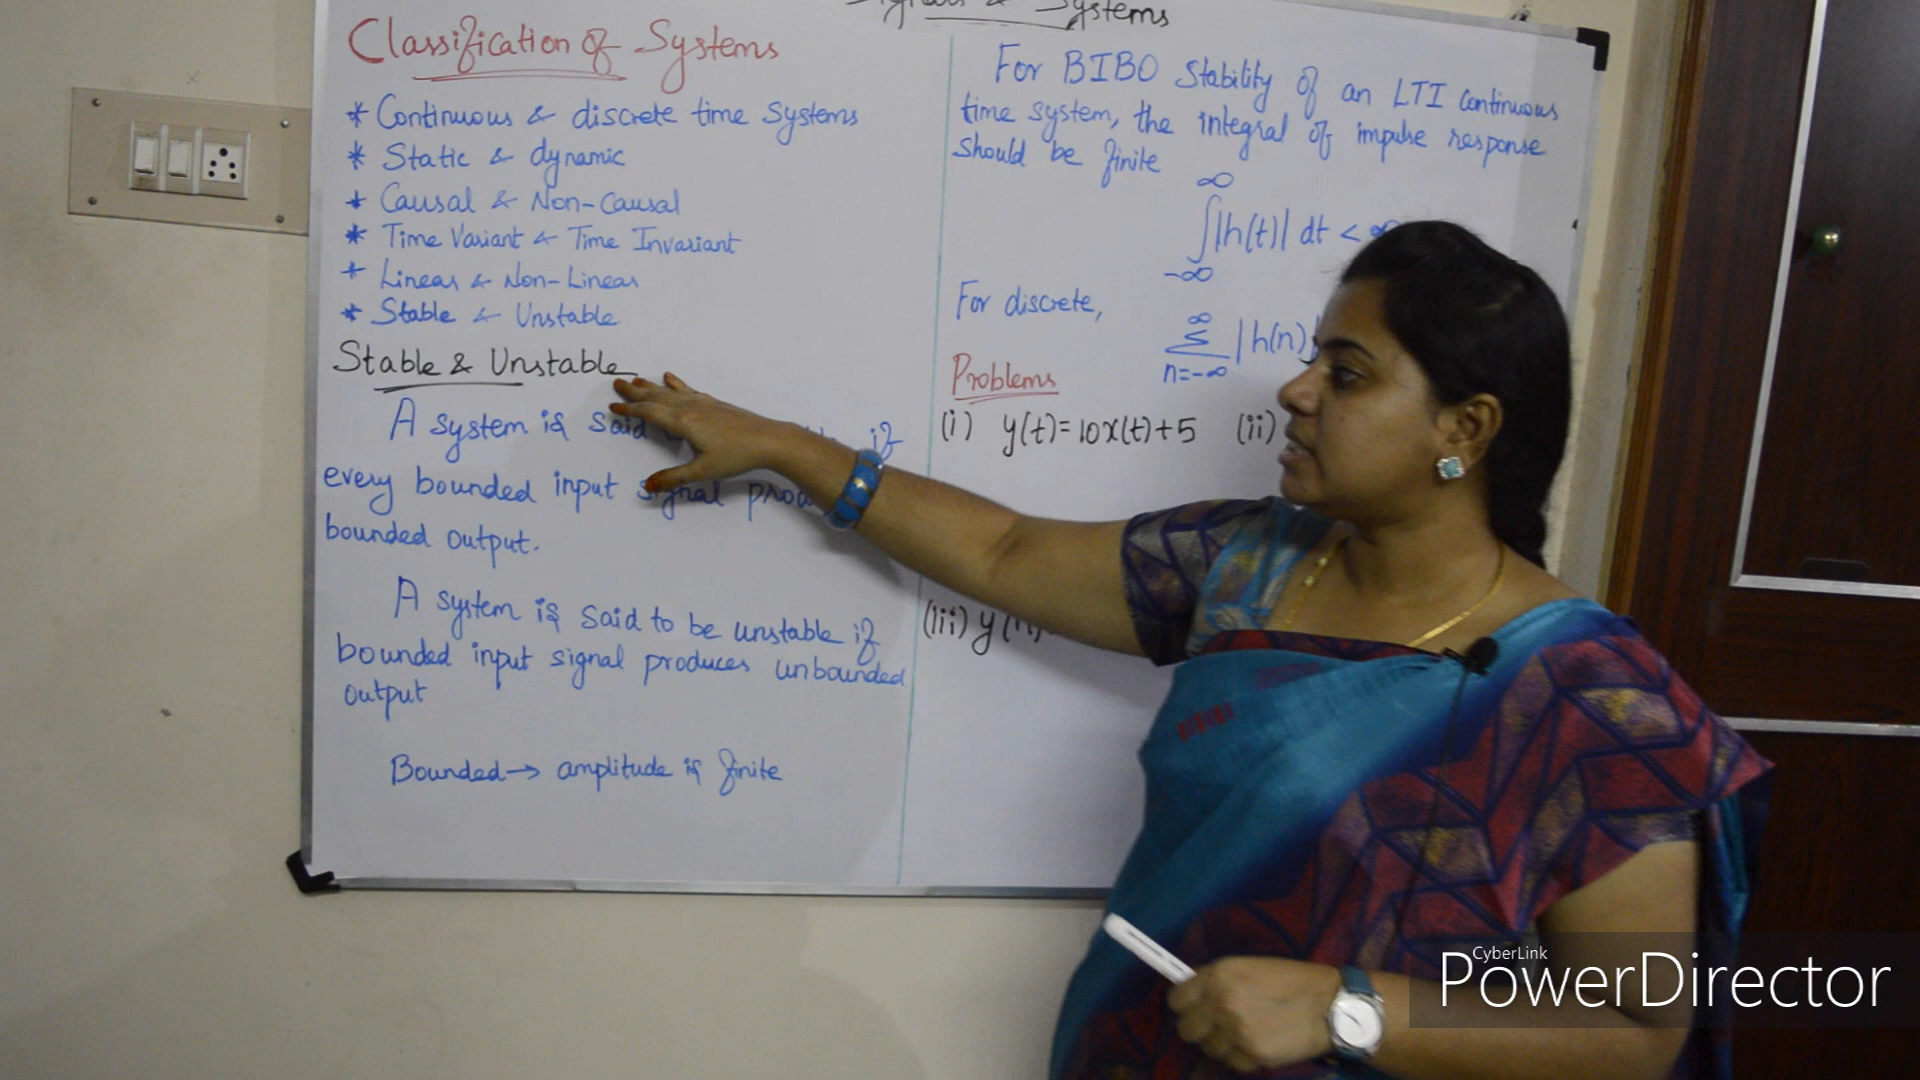 Systems
Classification of Systems
* Continuous & discrete time Systems
* Static & dynamic
* Causal & Non-Causal
* Time Variant & Time Invariant
* Linear & Non-Linear
* Stable & Unstable
Stable & Unstable
A system is said if
every bounded input signal
bounded output.
A system is said to be unstable if
bounded input signal produces unbounded
output
Bounded → amplitude is finite
For BIBO Stability of an LTI Continuous
time system, the integral of impulse response
should be finite
∞
∫|h(t)| dt < ∞
-∞
For discrete,
∞
Σ |h(n)|
n=-∞
Problems
(i) y(t)=10x(t)+5 (ii)
(iii) y(n)
CyberLink
PowerDirector